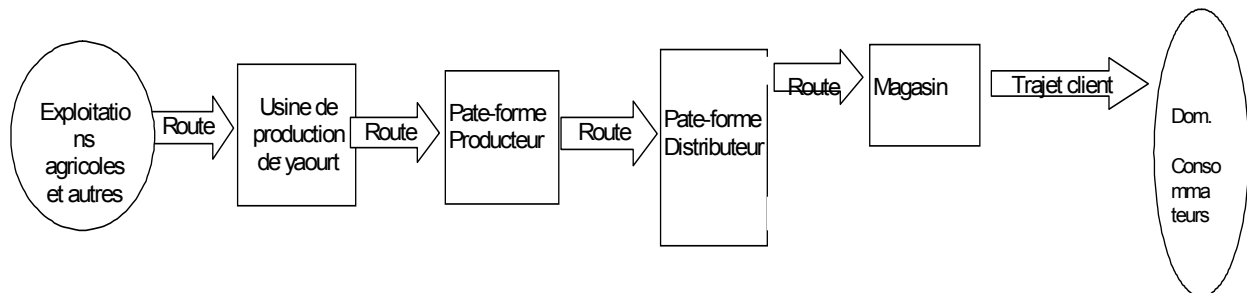 Exploitatio
ns
agricoles
et autres
Route
Usine de
production
de yaourt
Route
Pate-forme
Producteur
Route
Pate-forme
Distributeur
Route
Magasin
Trajet client
Dom.
Conso
mma
teurs